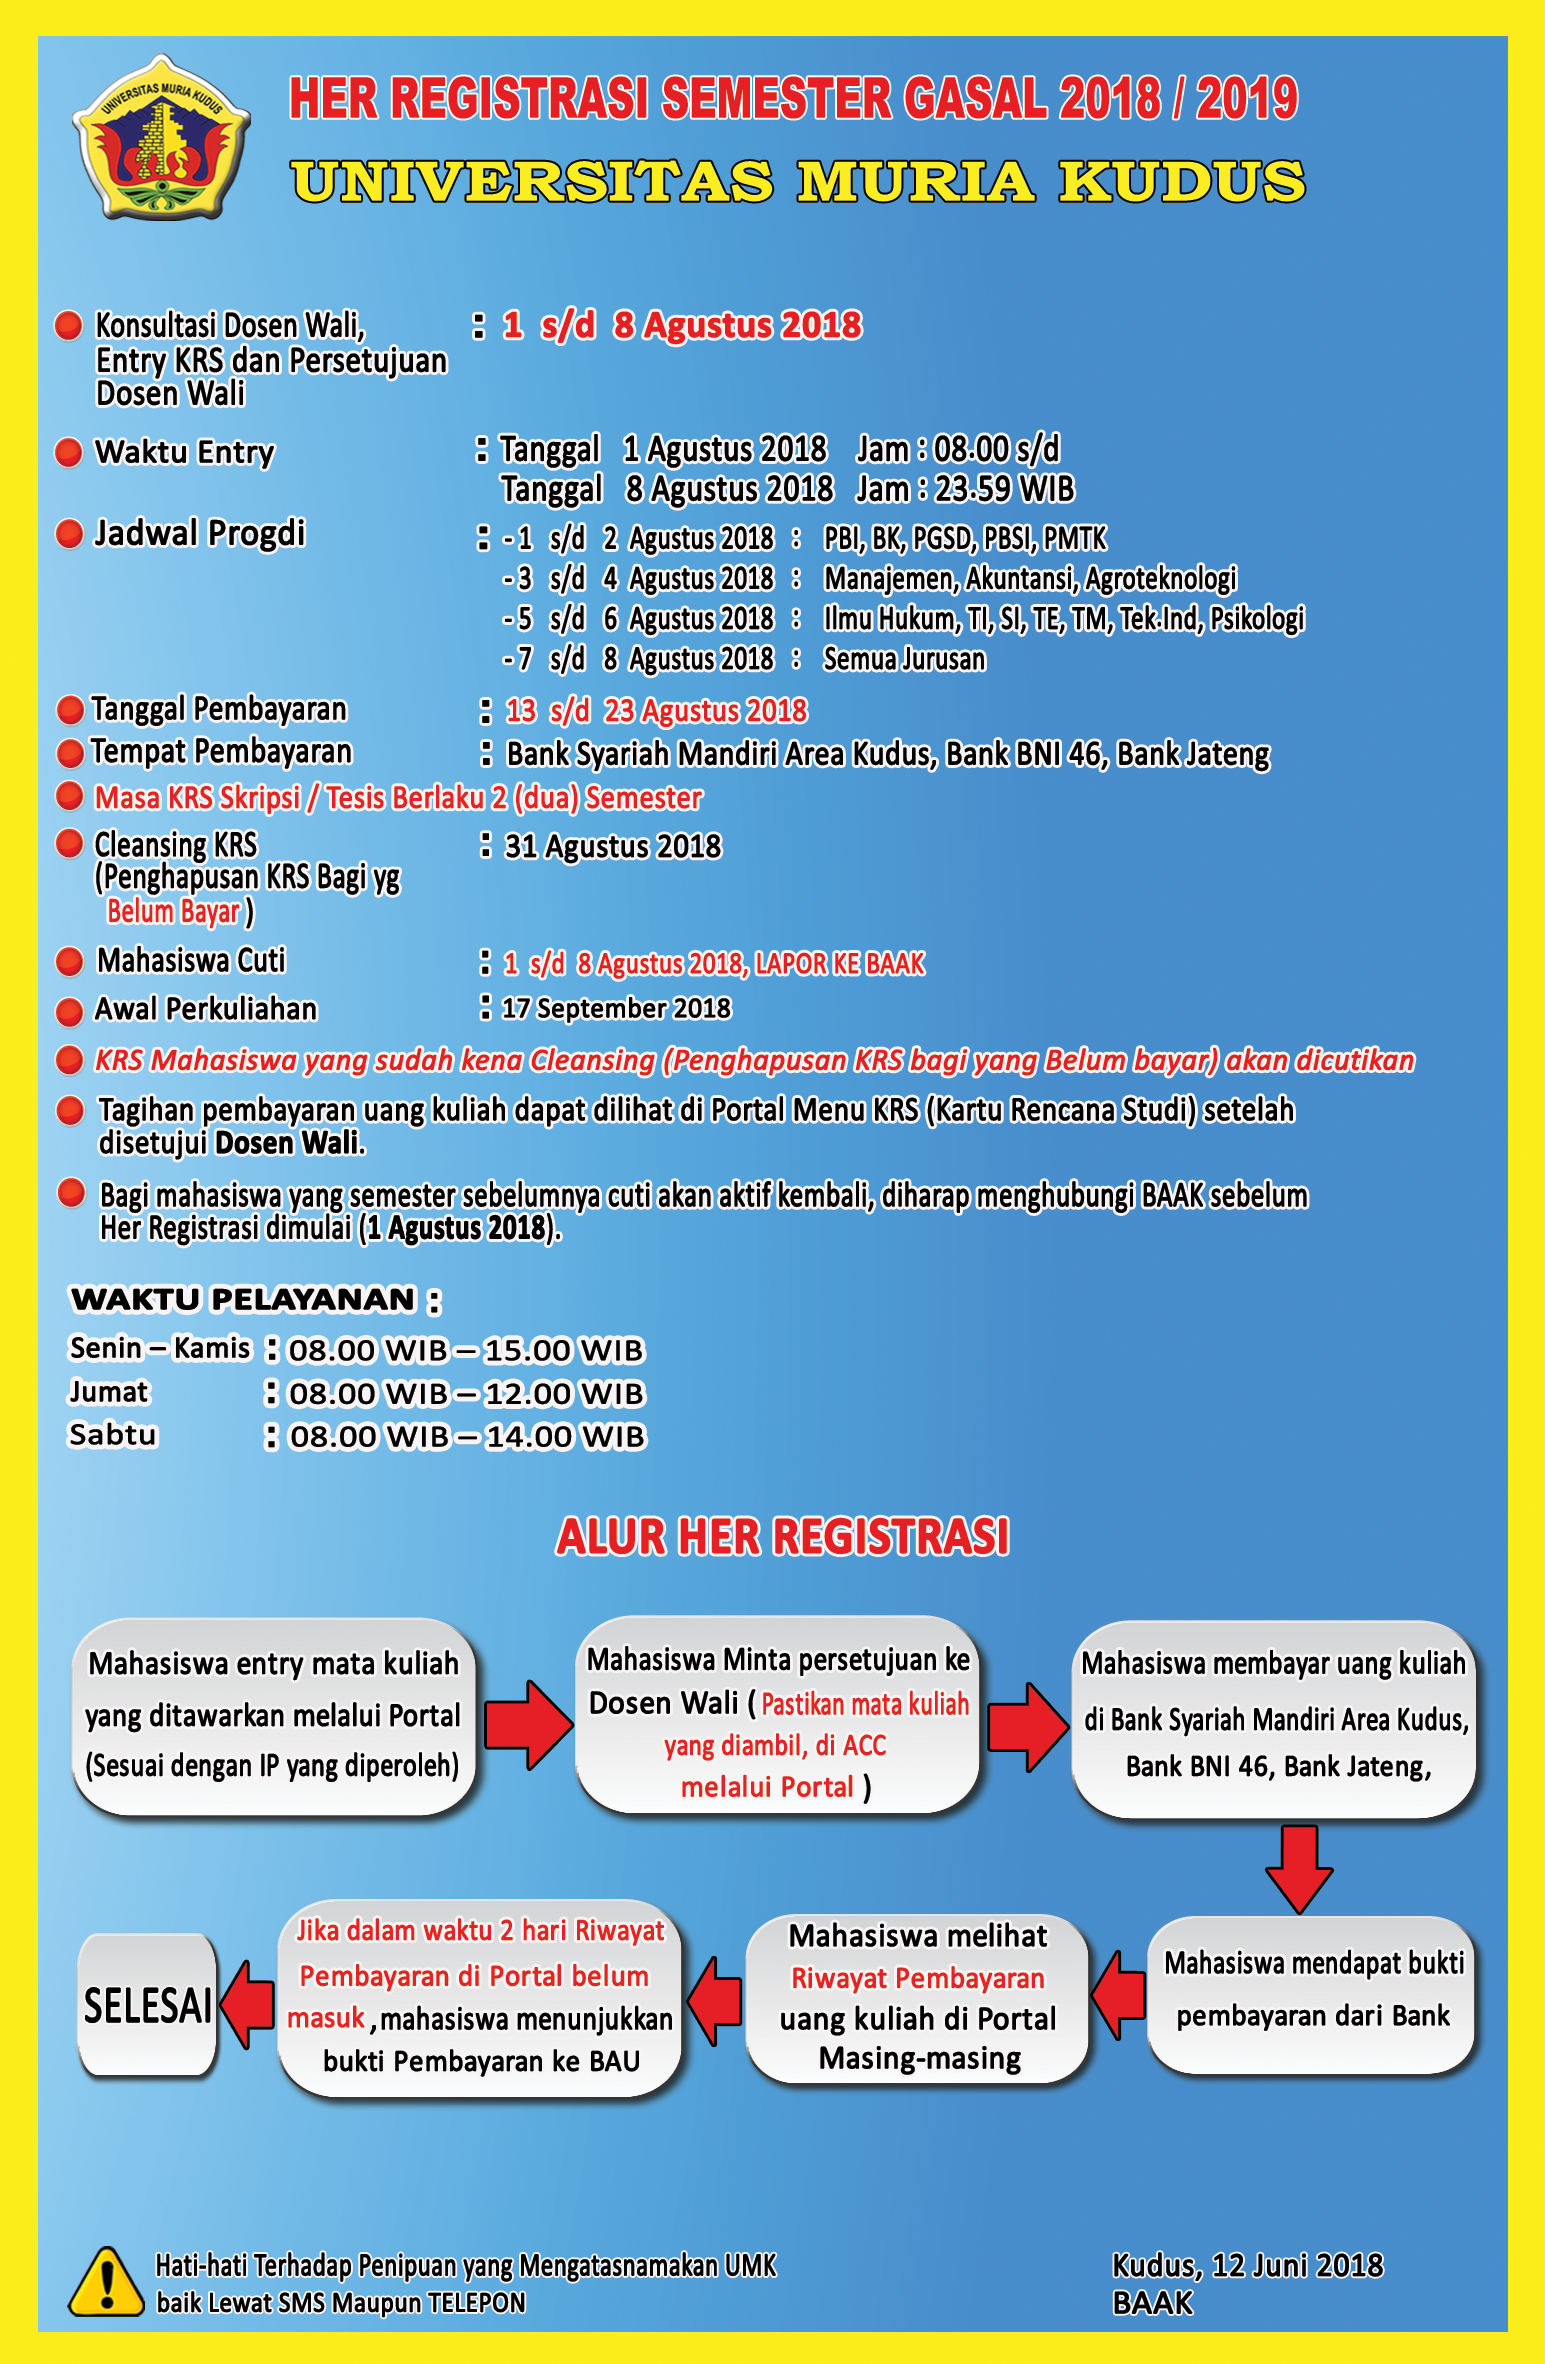 UNIVERSITAS MURIA KUDUS
HER REGISTRASI SEMESTER GASAL 2018 / 2019
UNIVERSITAS MURIA KUDUS
Konsultasi Dosen Wali, : 1 s/d 8 Agustus 2018
Entry KRS dan Persetujuan
Dosen Wali
Waktu Entry : Tanggal 1 Agustus 2018 Jam : 08.00 s/d
Tanggal 8 Agustus 2018 Jam : 23.59 WIB
Jadwal Progdi : - 1 s/d 2 Agustus 2018 : PBI, BK, PGSD, PBSI, PMTK
- 3 s/d 4 Agustus 2018 : Manajemen, Akuntansi, Agroteknologi
- 5 s/d 6 Agustus 2018 : Ilmu Hukum, TI, SI, TE, TM, Tek.Ind, Psikologi
- 7 s/d 8 Agustus 2018 : Semua Jurusan
Tanggal Pembayaran : 13 s/d 23 Agustus 2018
Tempat Pembayaran : Bank Syariah Mandiri Area Kudus, Bank BNI 46, Bank Jateng
Masa KRS Skripsi / Tesis Berlaku 2 (dua) Semester
Cleansing KRS : 31 Agustus 2018
(Penghapusan KRS Bagi yg
Belum Bayar )
Mahasiswa Cuti : 1 s/d 8 Agustus 2018, LAPOR KE BAAK
Awal Perkuliahan : 17 September 2018
KRS Mahasiswa yang sudah kena Cleansing (Penghapusan KRS bagi yang Belum bayar) akan dicutikan
Tagihan pembayaran uang kuliah dapat dilihat di Portal Menu KRS (Kartu Rencana Studi) setelah
disetujui Dosen Wali.
Bagi mahasiswa yang semester sebelumnya cuti akan aktif kembali, diharap menghubungi BAAK sebelum
Her Registrasi dimulai (1 Agustus 2018).
WAKTU PELAYANAN :
Senin – Kamis : 08.00 WIB – 15.00 WIB
Jumat : 08.00 WIB – 12.00 WIB
Sabtu : 08.00 WIB – 14.00 WIB
ALUR HER REGISTRASI
Mahasiswa entry mata kuliah
yang ditawarkan melalui Portal
(Sesuai dengan IP yang diperoleh)
Mahasiswa Minta persetujuan ke
Dosen Wali ( Pastikan mata kuliah
yang diambil, di ACC
melalui Portal )
Mahasiswa membayar uang kuliah
di Bank Syariah Mandiri Area Kudus,
Bank BNI 46, Bank Jateng,
Mahasiswa mendapat bukti
pembayaran dari Bank
Mahasiswa melihat
Riwayat Pembayaran
uang kuliah di Portal
Masing-masing
Jika dalam waktu 2 hari Riwayat
Pembayaran di Portal belum
masuk , mahasiswa menunjukkan
bukti Pembayaran ke BAU
SELESAI
Hati-hati Terhadap Penipuan yang Mengatasnamakan UMK
baik Lewat SMS Maupun TELEPON
Kudus, 12 Juni 2018
BAAK